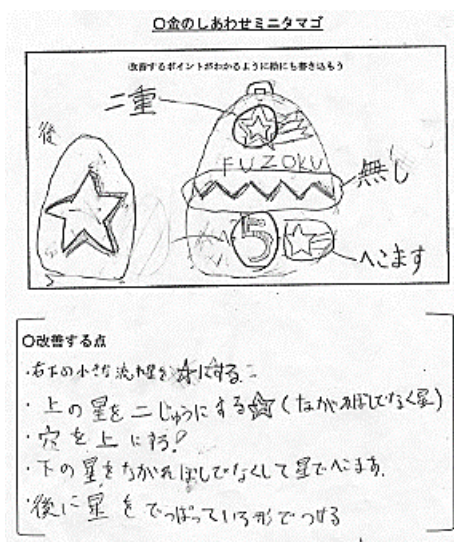 ○金のしあわせミニタマゴ
改善するポイントがわかるように絵にも書き込もう
二重
後
FUZOKU
無し
5
へこます
○改善する点
・右下の小さな流れ星を☆にする。
・上の星を二じゅうにする☆(ながれぼしでなく星)
・穴を上にする!
・下の星をながれぼしでなくして星でへこます。
・後に星をでっぱっている形でつける